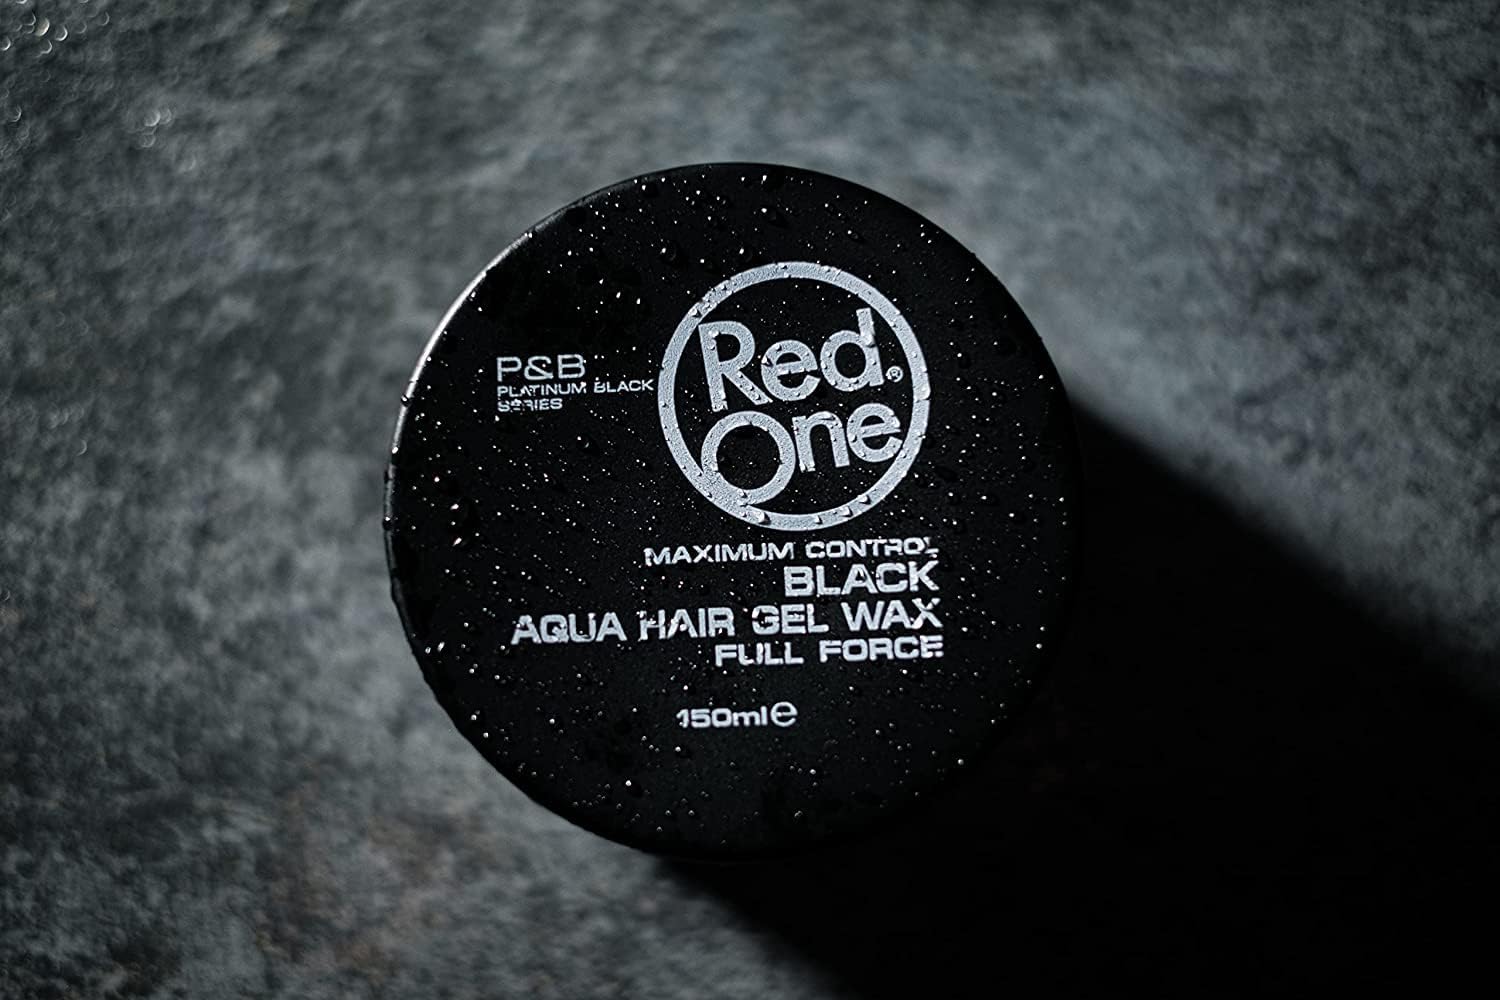 P&B
PLATINUM BLACK
SERIES
Red®
One
MAXIMUM CONTROL
BLACK
AQUA HAIR GEL WAX
FULL FORCE
150ml℮